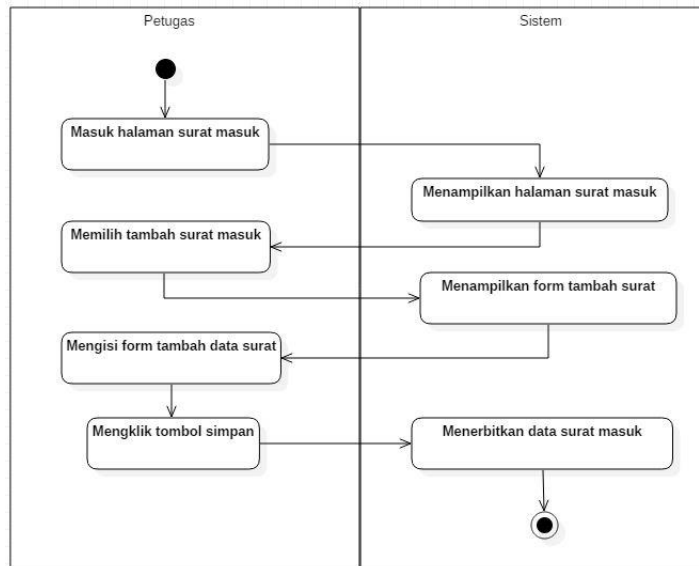 Petugas
Sistem
Masuk halaman surat masuk
Menampilkan halaman surat masuk
Memilih tambah surat masuk
Menampilkan form tambah surat
Mengisi form tambah data surat
Mengklik tombol simpan
Menerbitkan data surat masuk